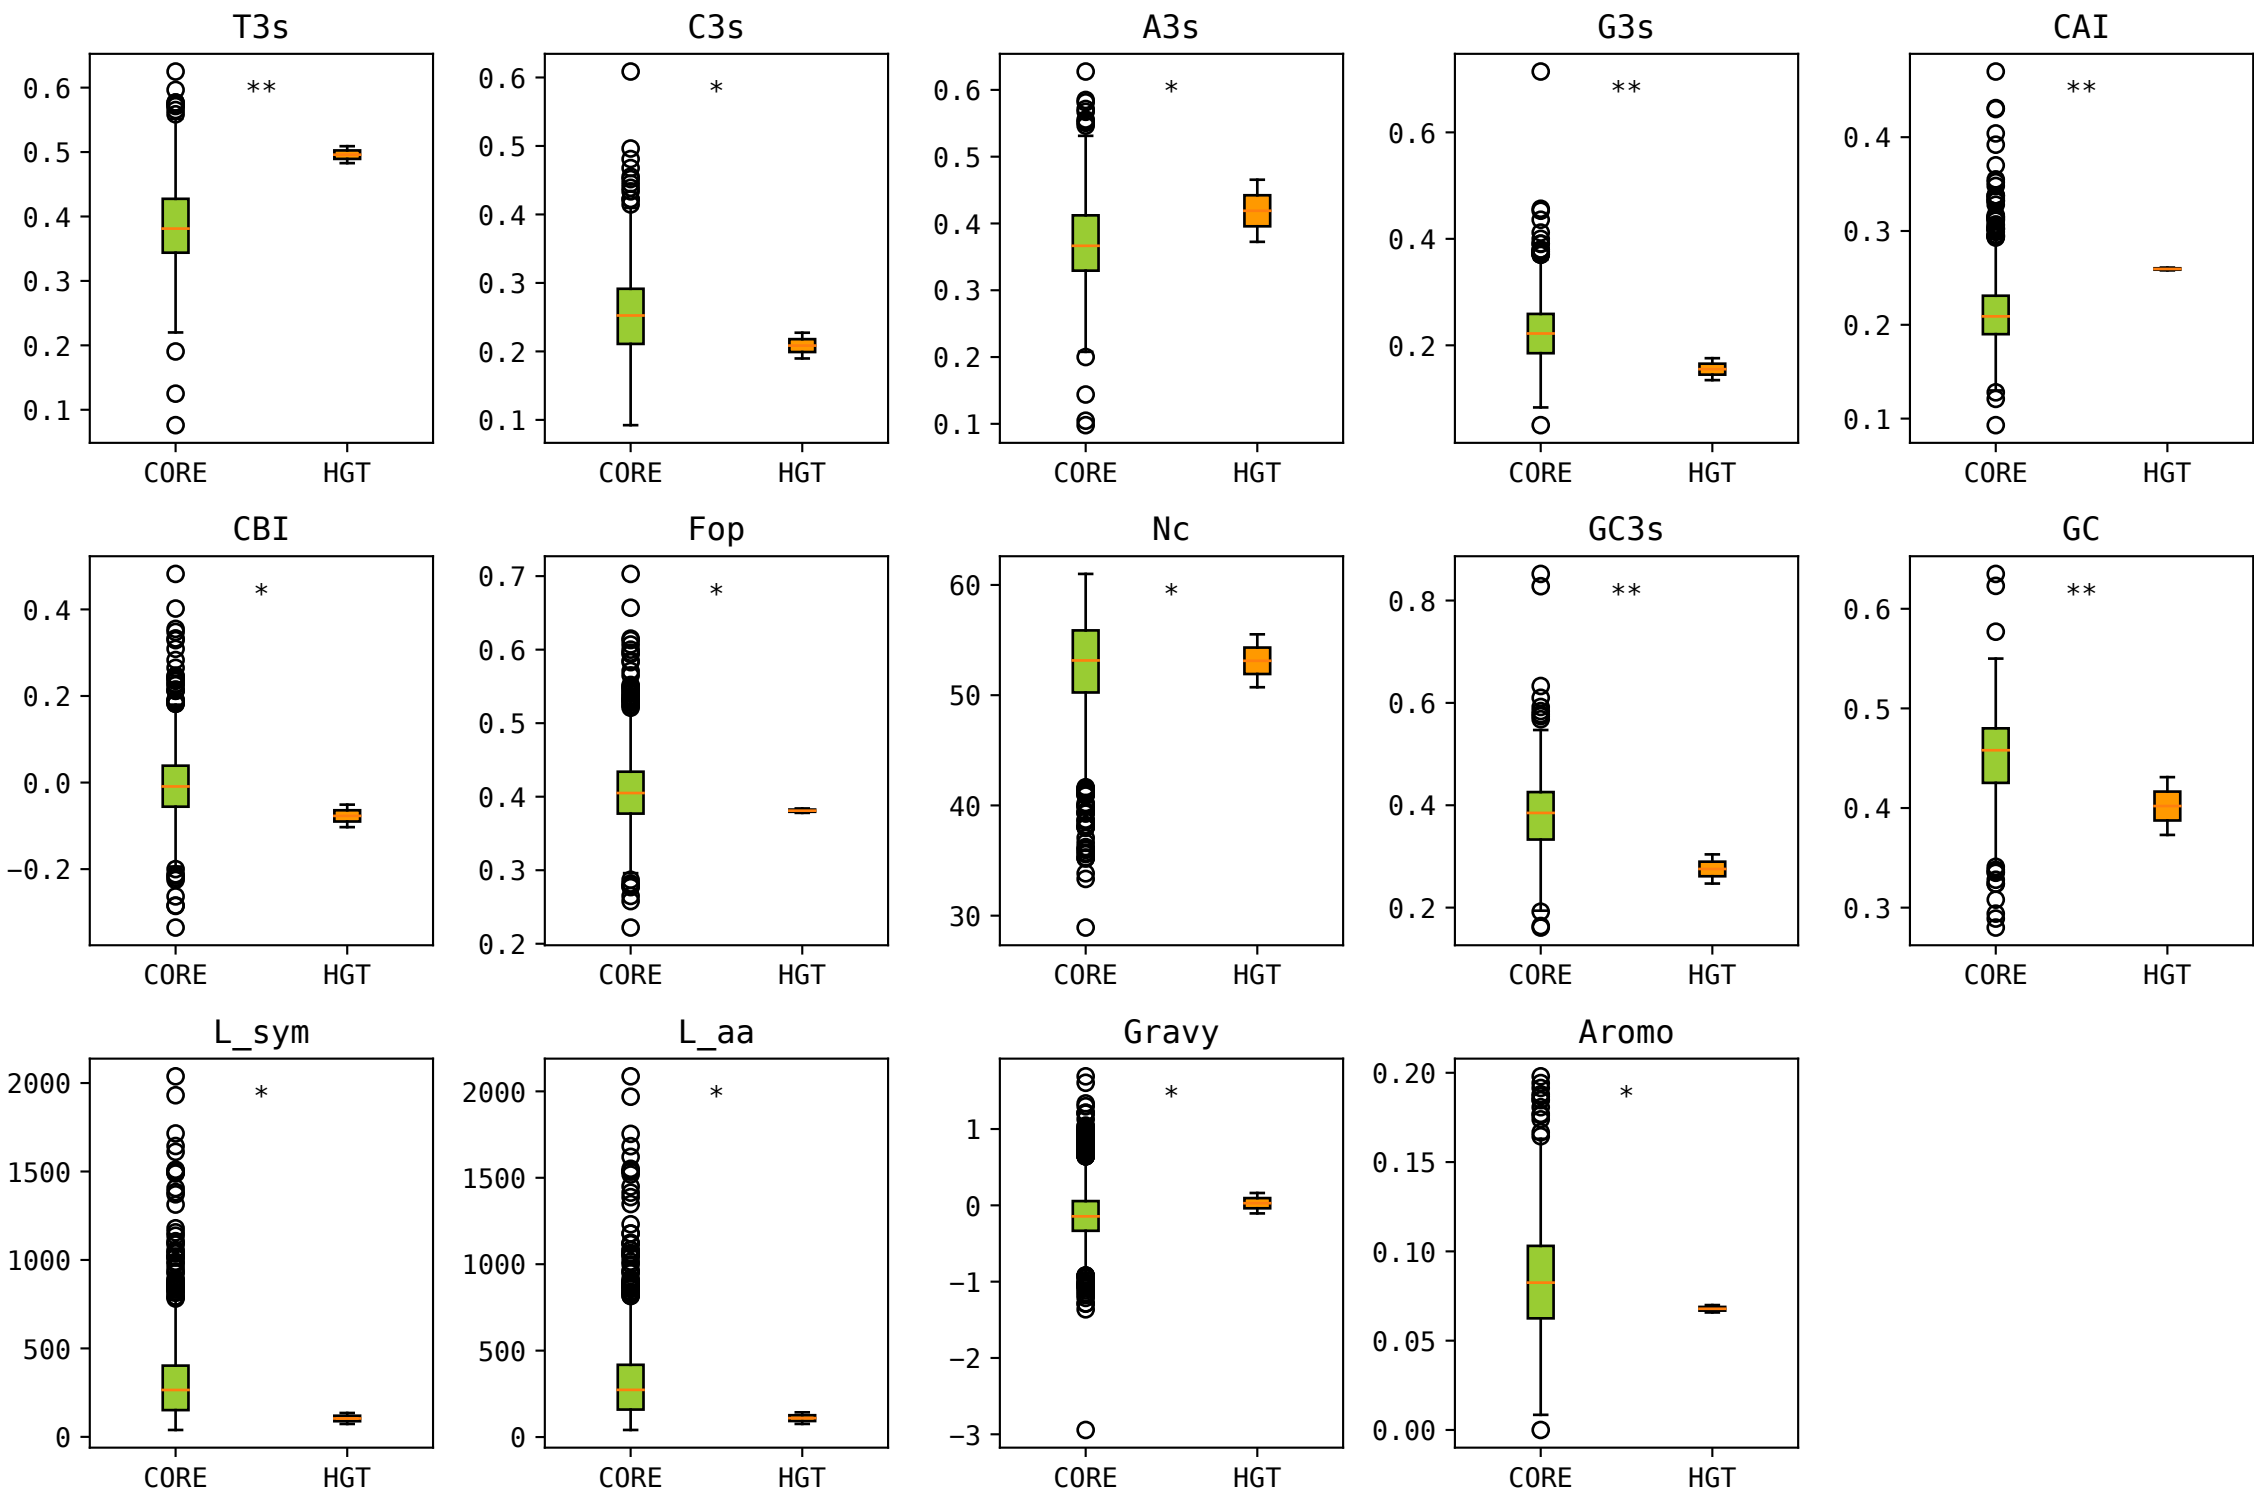 T3s C3s A3s G3s CAI
0.6 ** 0.6 * 0.6 * 0.6 ** 0.4 **
0.5 0.5 0.5 0.4 0.3
0.4 0.4 0.4 0.2 0.2
0.3 0.3 0.3 0.1
0.2 0.2 0.2
0.1 0.1 0.1
CORE HGT CORE HGT CORE HGT CORE HGT CORE HGT
CBI Fop Nc GC3s GC
0.4 * 0.7 * 60 * 0.8 ** 0.6 **
0.2 0.6 50 0.6 0.5
0.0 0.5 40 0.4 0.4
−0.2 0.4 30 0.2 0.3
0.3
0.2
CORE HGT CORE HGT CORE HGT CORE HGT CORE HGT
L_sym L_aa Gravy Aromo
2000 * 2000 * 1 * 0.20 *
1500 1500 0 0.15
1000 1000 −1 0.10
500 500 −2 0.05
0 0 −3 0.00
CORE HGT CORE HGT CORE HGT CORE HGT